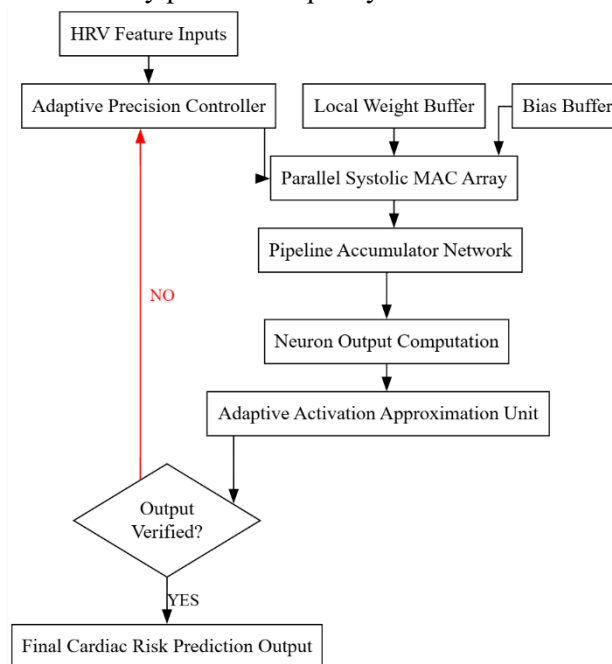 HRV Feature Inputs
Adaptive Precision Controller
Local Weight Buffer
Bias Buffer
Parallel Systolic MAC Array
Pipeline Accumulator Network
NO
Neuron Output Computation
Adaptive Activation Approximation Unit
Output
Verified?
YES
Final Cardiac Risk Prediction Output